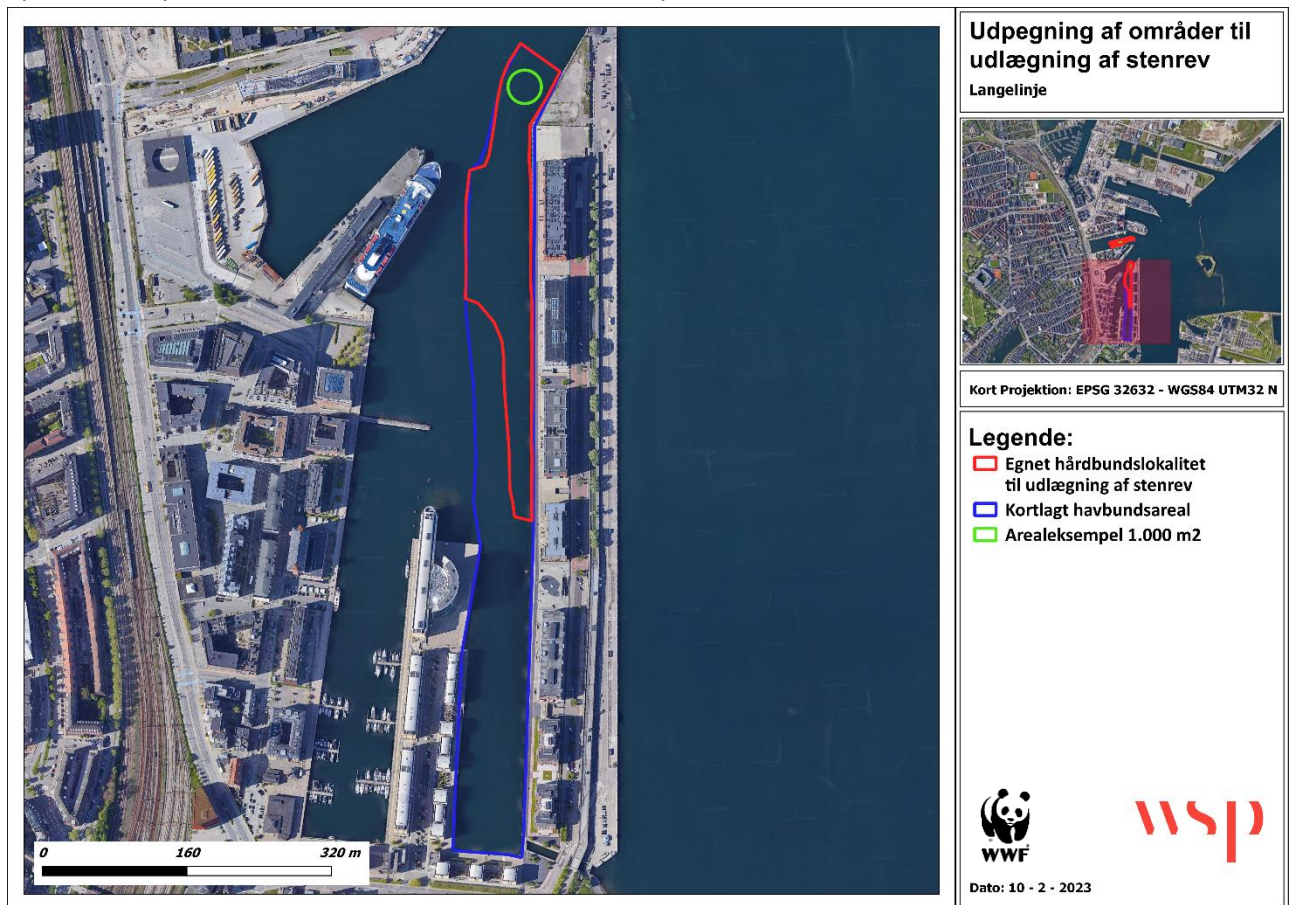 Udpegning af områder til
udlægning af stenrev
Langelinje
Kort Projektion: EPSG 32632 - WGS84 UTM32 N
Legende:
Egnet hårdbundslokalitet
til udlægning af stenrev
Kortlagt havbundsareal
Arealeksempel 1.000 m2
0 160 320 m
WWF
wsp
Dato: 10 - 2 - 2023